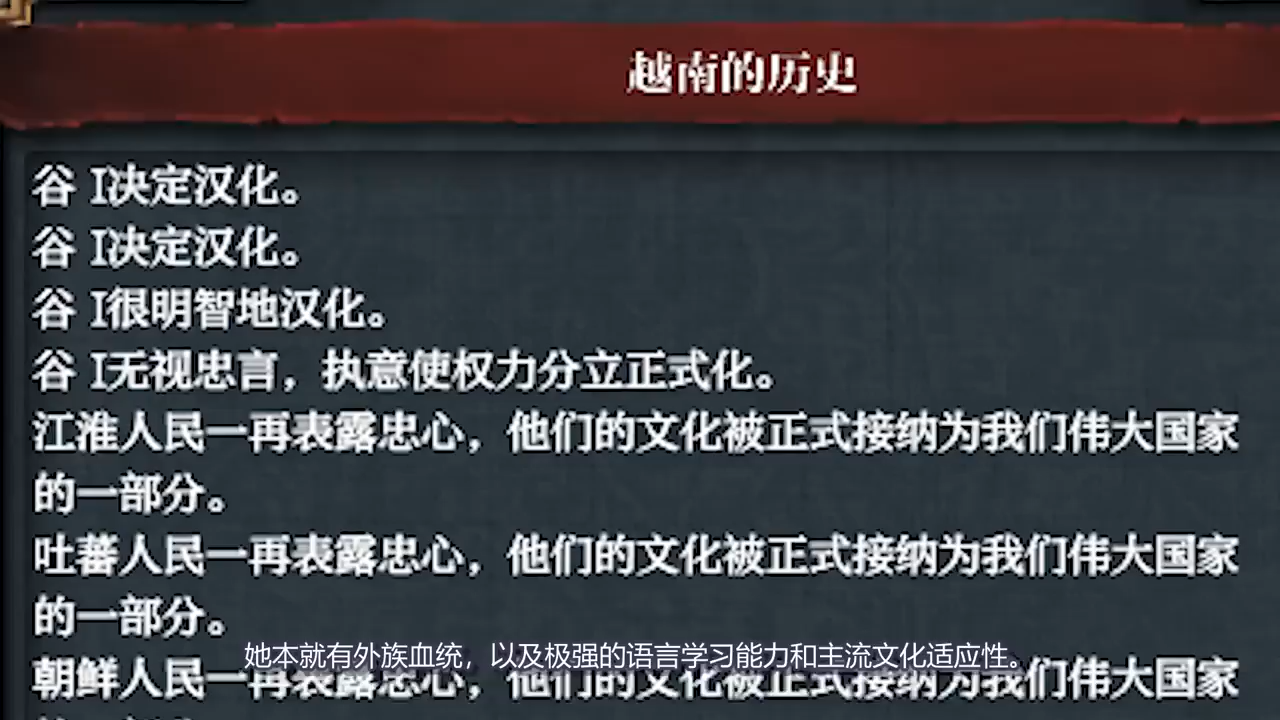 越南的历史
谷 I决定汉化。
谷 I决定汉化。
谷 I很明智地汉化。
谷 I无视忠言，执意使权力分立正式化。
江淮人民一再表露忠心，他们的文化被正式接纳为我们伟大国家
的一部分。
吐蕃人民一再表露忠心，他们的文化被正式接纳为我们伟大国家
的一部分。
她本就有外族血统，以及极强的语言学习能力和主流文化适应性。
朝鲜人民一再表露忠心，他们的文化被正式接纳为我们伟大国家